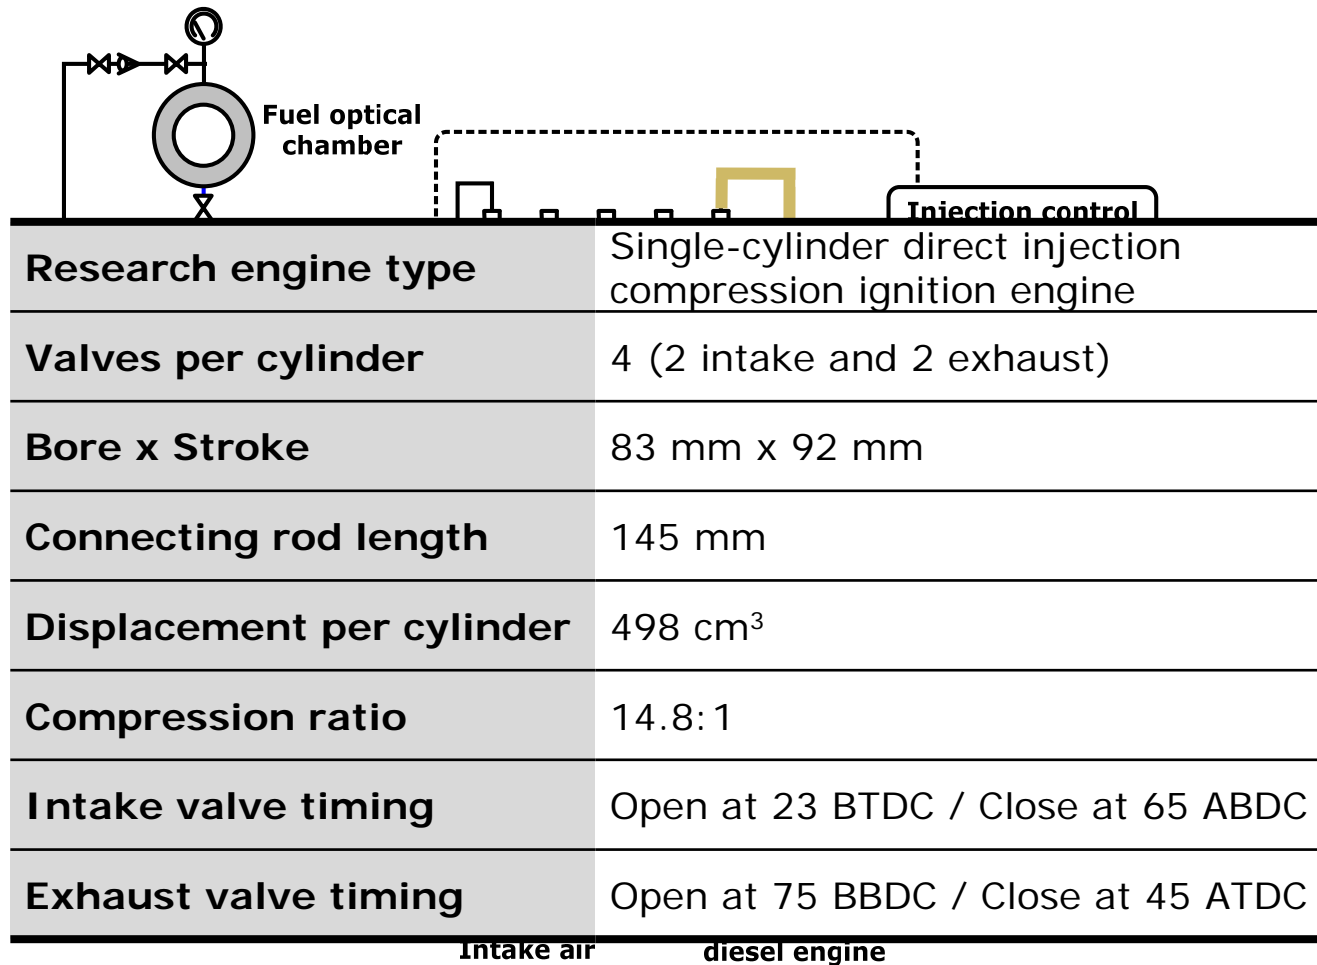 Fuel optical
chamber
Injection control
Research engine type
Single-cylinder direct injection
compression ignition engine
Valves per cylinder
4 (2 intake and 2 exhaust)
Bore x Stroke
83 mm x 92 mm
Connecting rod length
145 mm
Displacement per cylinder
498 cm³
Compression ratio
14.8:1
Intake valve timing
Open at 23 BTDC / Close at 65 ABDC
Exhaust valve timing
Open at 75 BBDC / Close at 45 ATDC
Intake air
diesel engine